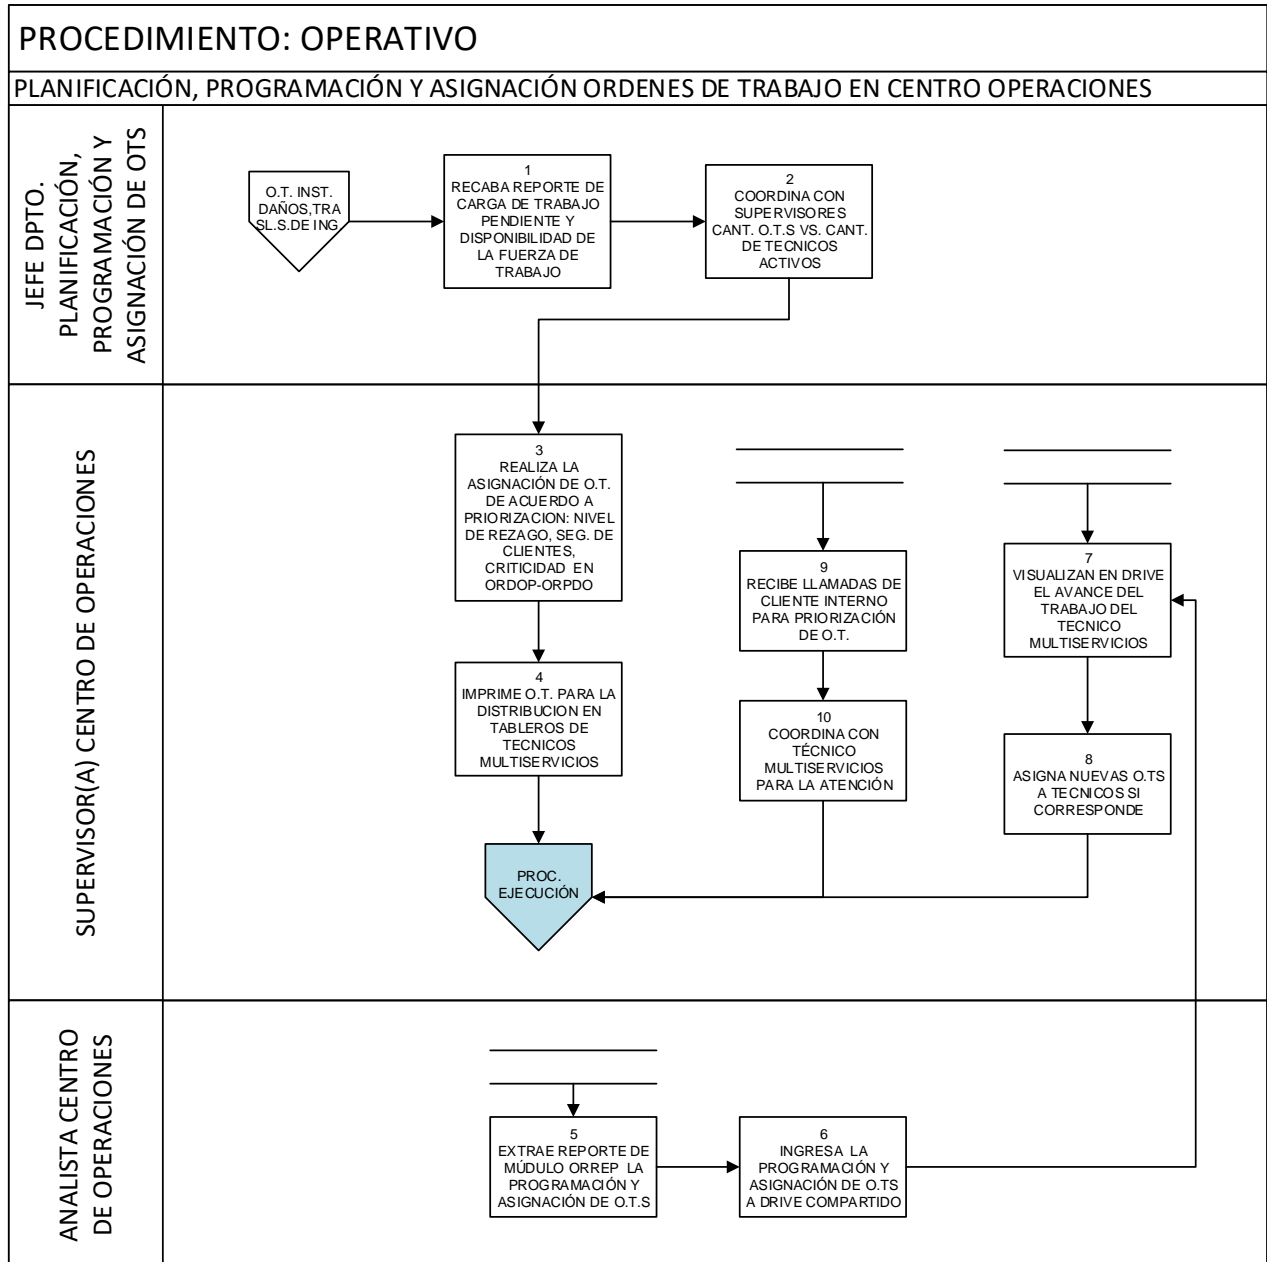 PROCEDIMIENTO: OPERATIVO
PLANIFICACIÓN, PROGRAMACIÓN Y ASIGNACIÓN ORDENES DE TRABAJO EN CENTRO OPERACIONES
JEFE DPTO.
PLANIFICACIÓN,
PROGRAMACIÓN Y
ASIGNACIÓN DE OTS
O.T. INST.
DAÑOS,TRA
SL.S.DE ING
1
RECABA REPORTE DE
CARGA DE TRABAJO
PENDIENTE Y
DISPONIBILIDAD DE
LA FUERZA DE
TRABAJO
2
COORDINA CON
SUPERVISORES
CANT. O.T.S VS. CANT.
DE TECNICOS
ACTIVOS
SUPERVISOR(A) CENTRO DE OPERACIONES
3
REALIZA LA
ASIGNACIÓN DE O.T.
DE ACUERDO A
PRIORIZACION: NIVEL
DE REZAGO, SEG. DE
CLIENTES,
CRITICIDAD EN
ORDOP-ORPDO
4
IMPRIME O.T. PARA LA
DISTRIBUCION EN
TABLEROS DE
TECNICOS
MULTISERVICIOS
PROC.
EJECUCIÓN
9
RECIBE LLAMADAS DE
CLIENTE INTERNO
PARA PRIORIZACIÓN
DE O.T.
10
COORDINA CON
TÉCNICO
MULTISERVICIOS
PARA LA ATENCIÓN
7
VISUALIZAN EN DRIVE
EL AVANCE DEL
TRABAJO DEL
TECNICO
MULTISERVICIOS
8
ASIGNA NUEVAS O.TS
A TECNICOS SI
CORRESPONDE
ANALISTA CENTRO
DE OPERACIONES
5
EXTRAE REPORTE DE
MÚDULO ORREP LA
PROGRAMACIÓN Y
ASIGNACIÓN DE O.T.S
6
INGRESA LA
PROGRAMACIÓN Y
ASIGNACIÓN DE O.TS
A DRIVE COMPARTIDO